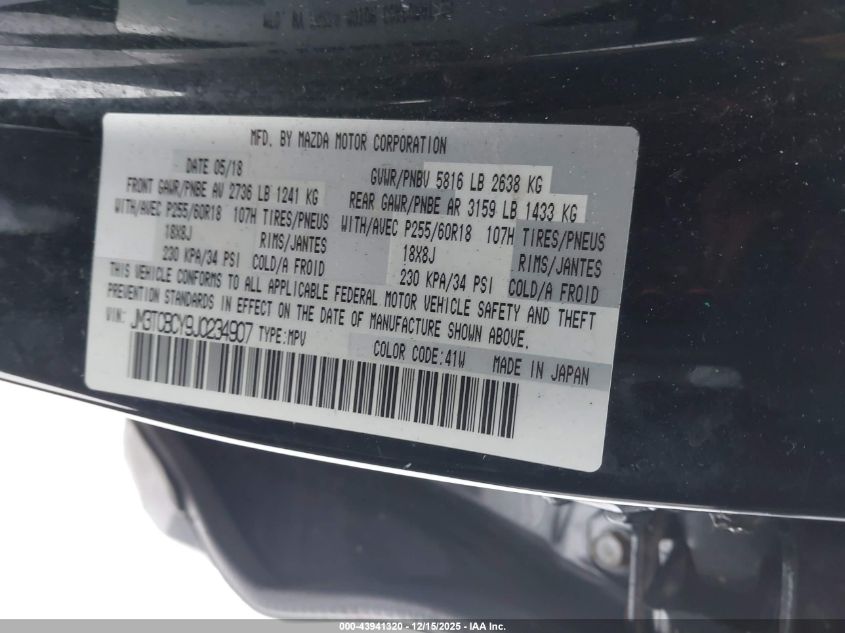 MFD. BY MAZDA MOTOR CORPORATION
DATE 05/18 GVWR/PNBV 5816 LB 2638 KG
FRONT GAWR/PNBE AV 2736 LB 1241 KG REAR GAWR/PNBE AR 3159 LB 1433 KG
WITH/AVEC P255/60R18 107H TIRES/PNEUS WITH/AVEC P255/60R18 107H TIRES/PNEUS
18X8J RIMS/JANTES 18X8J RIMS/JANTES
230 KPA/34 PSI COLD/A FROID 230 KPA/34 PSI COLD/A FROID
THIS VEHICLE CONFORMS TO ALL APPLICABLE FEDERAL MOTOR VEHICLE SAFETY AND THEFT
PREVENTION STANDARDS IN EFFECT ON THE DATE OF MANUFACTURE SHOWN ABOVE.
VIN: JM3TCBCY9J0234907 TYPE:MPV
COLOR CODE:41W MADE IN JAPAN
000-43941320 - 12/15/2025 - IAA Inc.